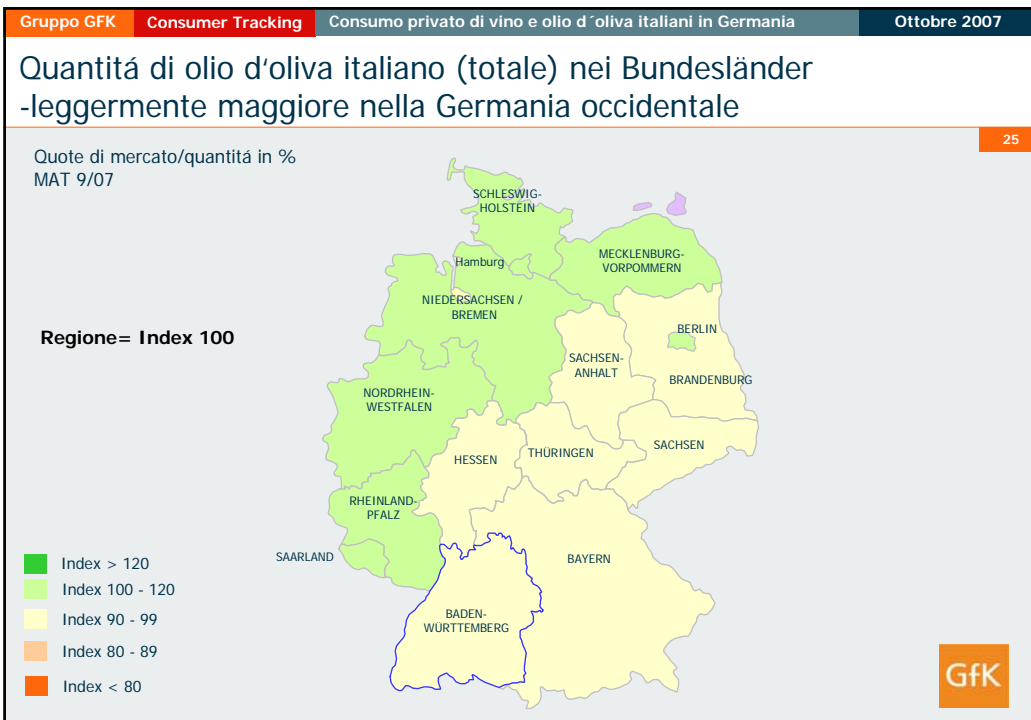 Gruppo GfK Consumer Tracking Consumo privato di vino e olio d´oliva italiani in Germania Ottobre 2007
Quantitá di olio d‘oliva italiano (totale) nei Bundesländer
-leggermente maggiore nella Germania occidentale
25
Quote di mercato/quantitá in %
MAT 9/07
SCHLESWIG-
HOLSTEIN
MECKLENBURG-
VORPOMMERN
Hamburg
NIEDERSACHSEN /
BREMEN
Regione= Index 100
BERLIN
SACHSEN-
ANHALT
BRANDENBURG
NORDRHEIN-
WESTFALEN
SACHSEN
THÜRINGEN
HESSEN
RHEINLAND-
PFALZ
SAARLAND
BAYERN
BADEN-
WÜRTTEMBERG
Index > 120
Index 100 - 120
Index 90 - 99
Index 80 - 89
Index < 80
GfK